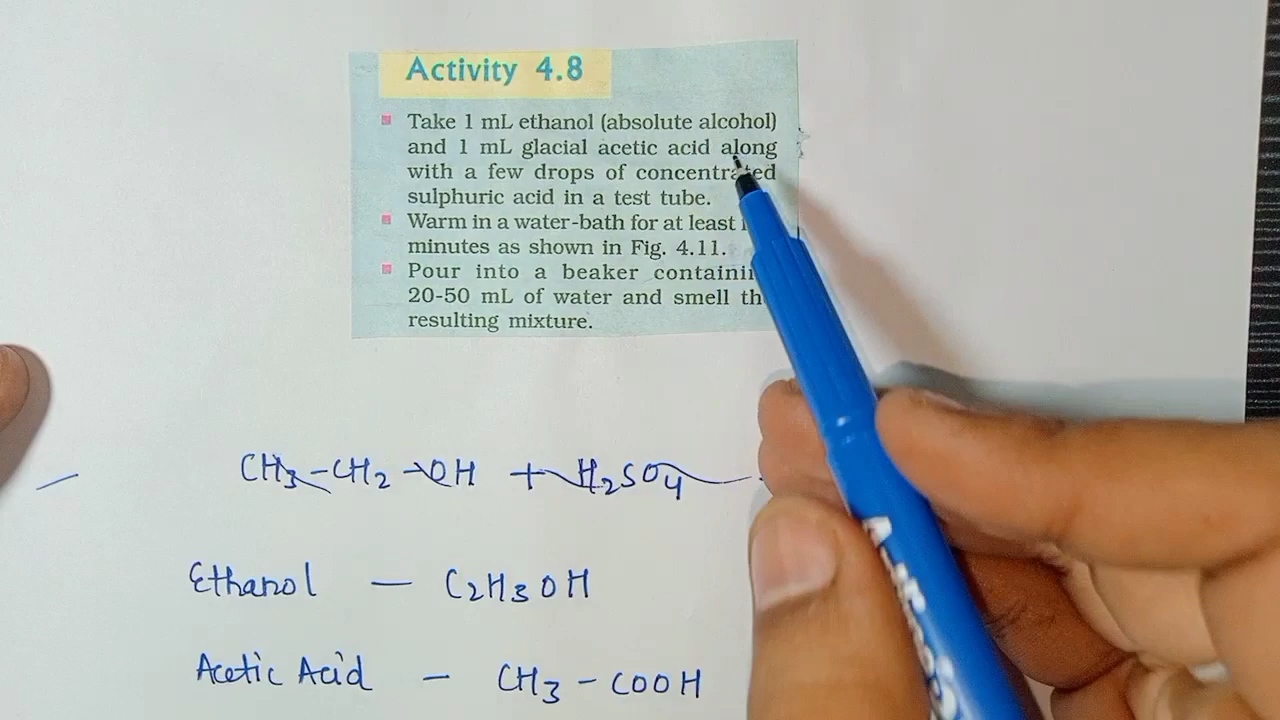 Activity 4.8
Take 1 mL ethanol (absolute alcohol)
and 1 mL glacial acetic acid along
with a few drops of concentrated
sulphuric acid in a test tube.
Warm in a water-bath for at least
minutes as shown in Fig. 4.11.
Pour into a beaker
20-50 mL of water and smell
resulting mixture.
CH3-CH2-OH + H2SO4
Ethanol - C2H3OH
Acetic Acid - CH3-COOH